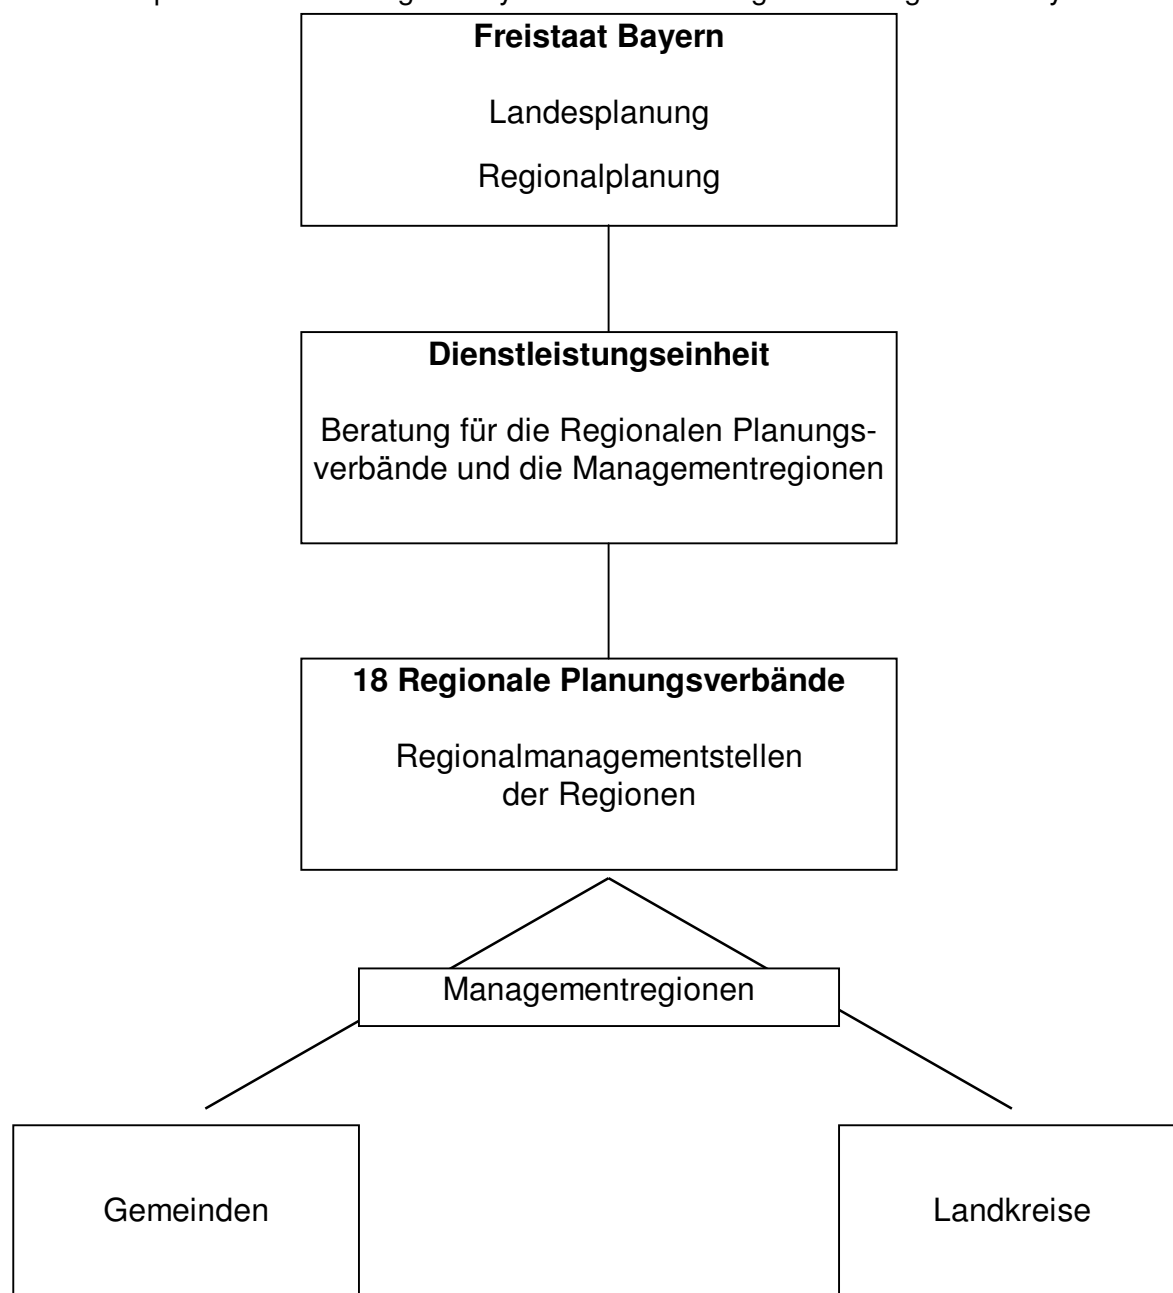 Freistaat Bayern
Landesplanung
Regionalplanung
Dienstleistungseinheit
Beratung für die Regionalen Planungs-
verbände und die Managementregionen
18 Regionale Planungsverbände
Regionalmanagementstellen
der Regionen
Managementregionen
Gemeinden
Landkreise